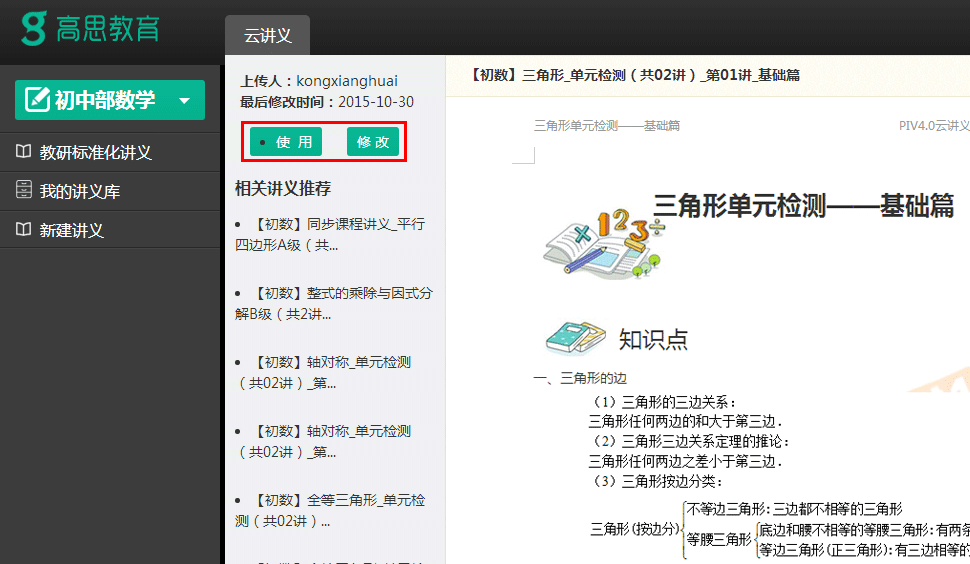 高思教育
云讲义
初中部数学
教研标准化讲义
我的讲义库
新建讲义
上传人：kongxianghuai
最后修改时间：2015-10-30
使 用
修 改
相关讲义推荐
• 【初数】同步课程讲义_平行
四边形A级（共...
• 【初数】整式的乘除与因式分
解B级（共2讲...
• 【初数】轴对称_单元检测
（共02讲）_第...
• 【初数】轴对称_单元检测
（共02讲）_第...
• 【初数】全等三角形_单元检
测（共02讲）...
【初数】三角形_单元检测（共02讲）_第01讲_基础篇
三角形单元检测——基础篇
PIV4.0云讲义
三角形单元检测——基础篇
知识点
一、三角形的边
（1）三角形的三边关系：
三角形任何两边的和大于第三边.
（2）三角形三边关系定理的推论：
三角形任何两边之差小于第三边.
（3）三角形按边分类：
三角形(按边分)
不等边三角形：三边都不相等的三角形
等腰三角形
底边和腰不相等的等腰三角形：有两条
等边三角形(正三角形)：有三边相等的